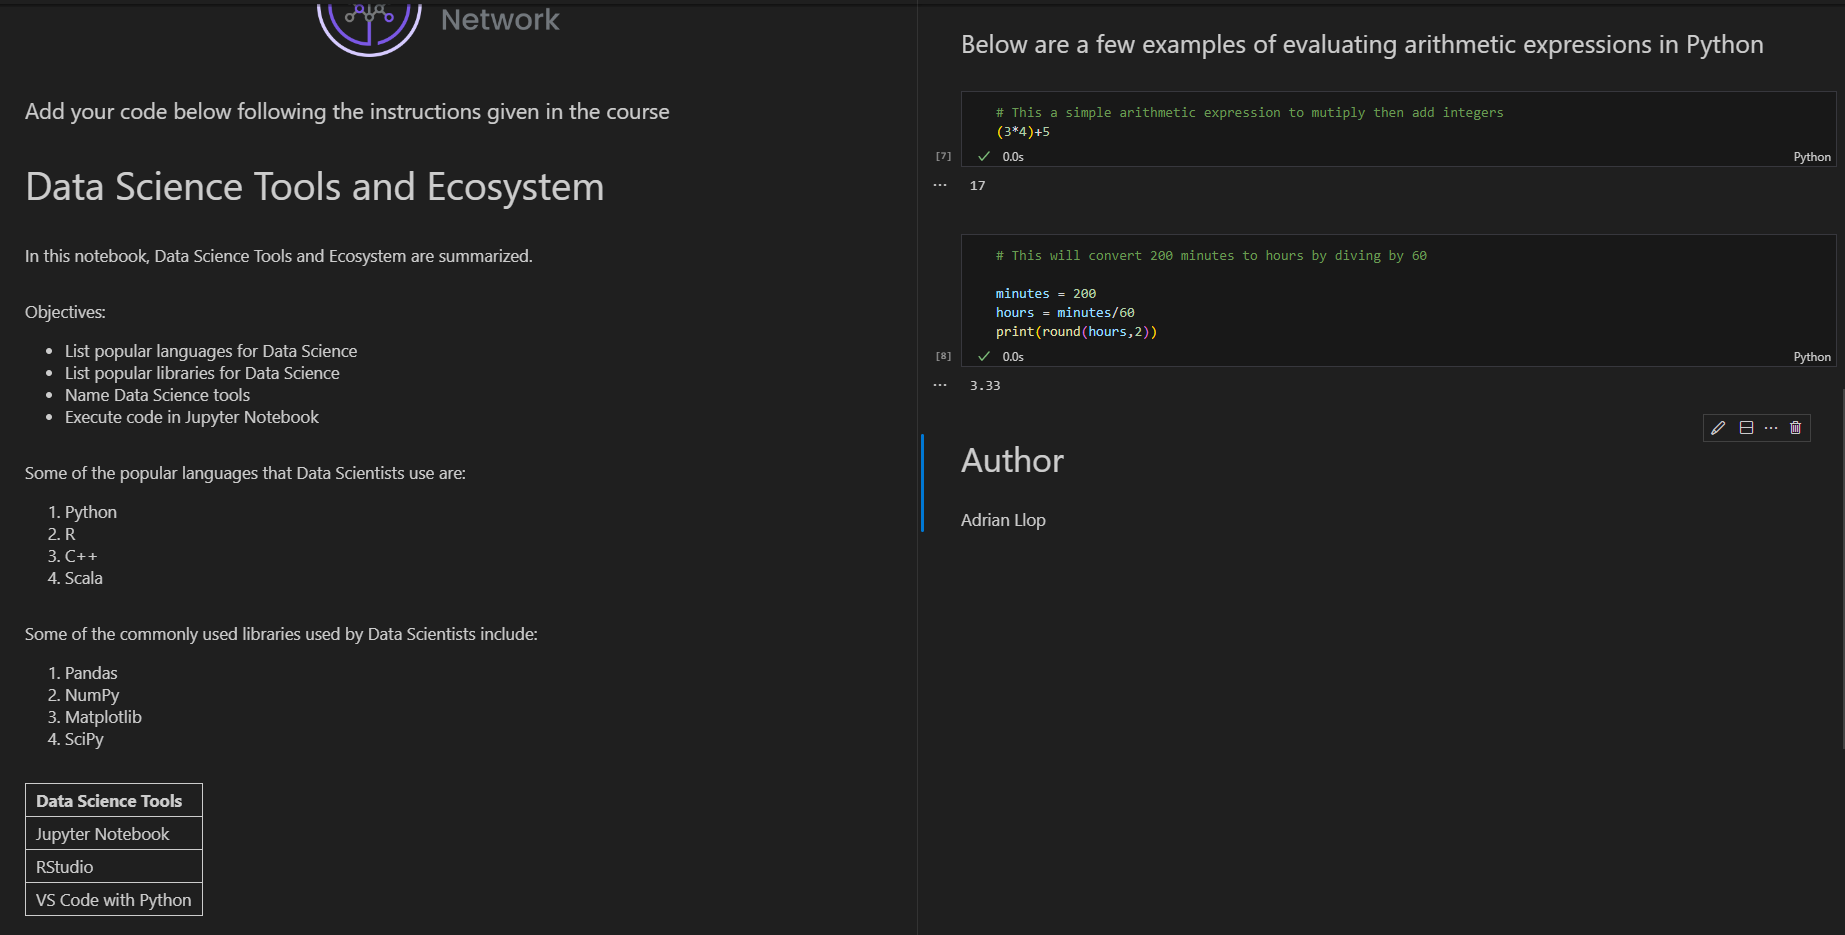 Network
Add your code below following the instructions given in the course
Data Science Tools and Ecosystem
In this notebook, Data Science Tools and Ecosystem are summarized.
Objectives:
• List popular languages for Data Science
• List popular libraries for Data Science
• Name Data Science tools
• Execute code in Jupyter Notebook
Some of the popular languages that Data Scientists use are:
1. Python
2. R
3. C++
4. Scala
Some of the commonly used libraries used by Data Scientists include:
1. Pandas
2. NumPy
3. Matplotlib
4. SciPy
Data Science Tools
Jupyter Notebook
RStudio
VS Code with Python
Below are a few examples of evaluating arithmetic expressions in Python
# This a simple arithmetic expression to mutiply then add integers
(3*4)+5
[7] 0.0s Python
... 17
# This will convert 200 minutes to hours by diving by 60
minutes = 200
hours = minutes/60
print(round(hours,2))
[8] 0.0s Python
... 3.33
Author
Adrian Llop